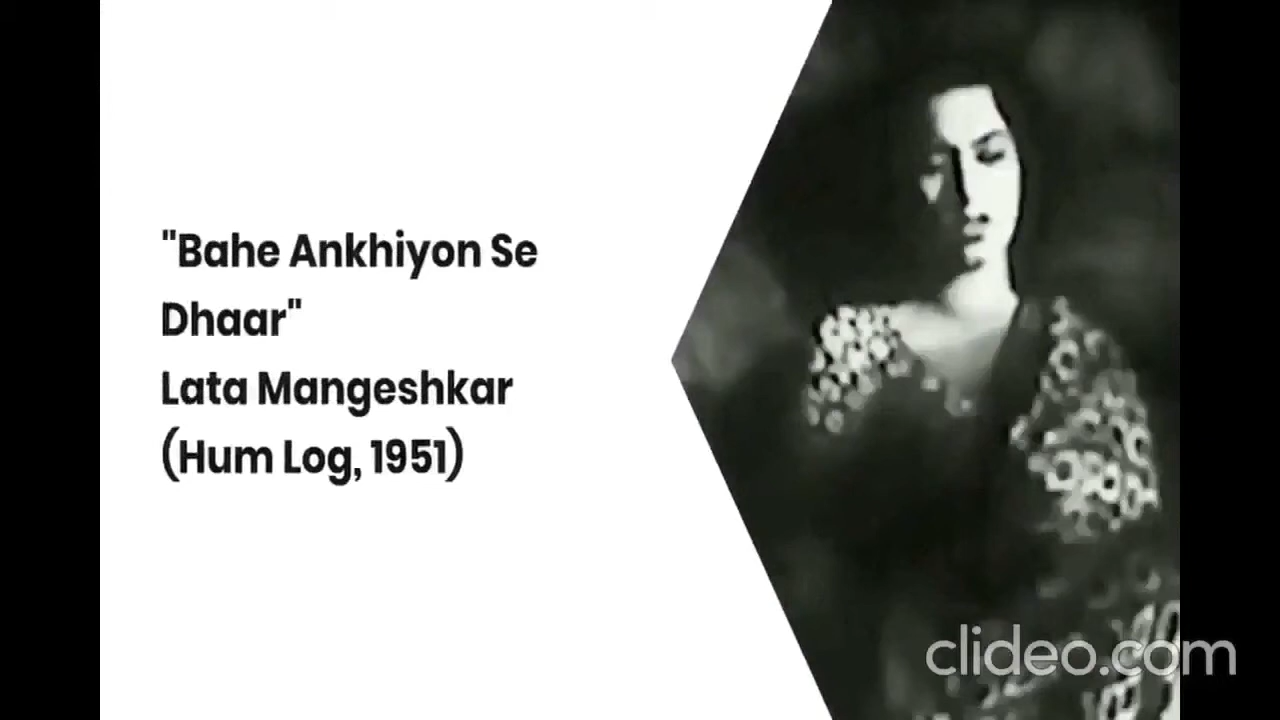 "Bahe Ankhiyon Se
Dhaar"
Lata Mangeshkar
(Hum Log, 1951)
clideo.com